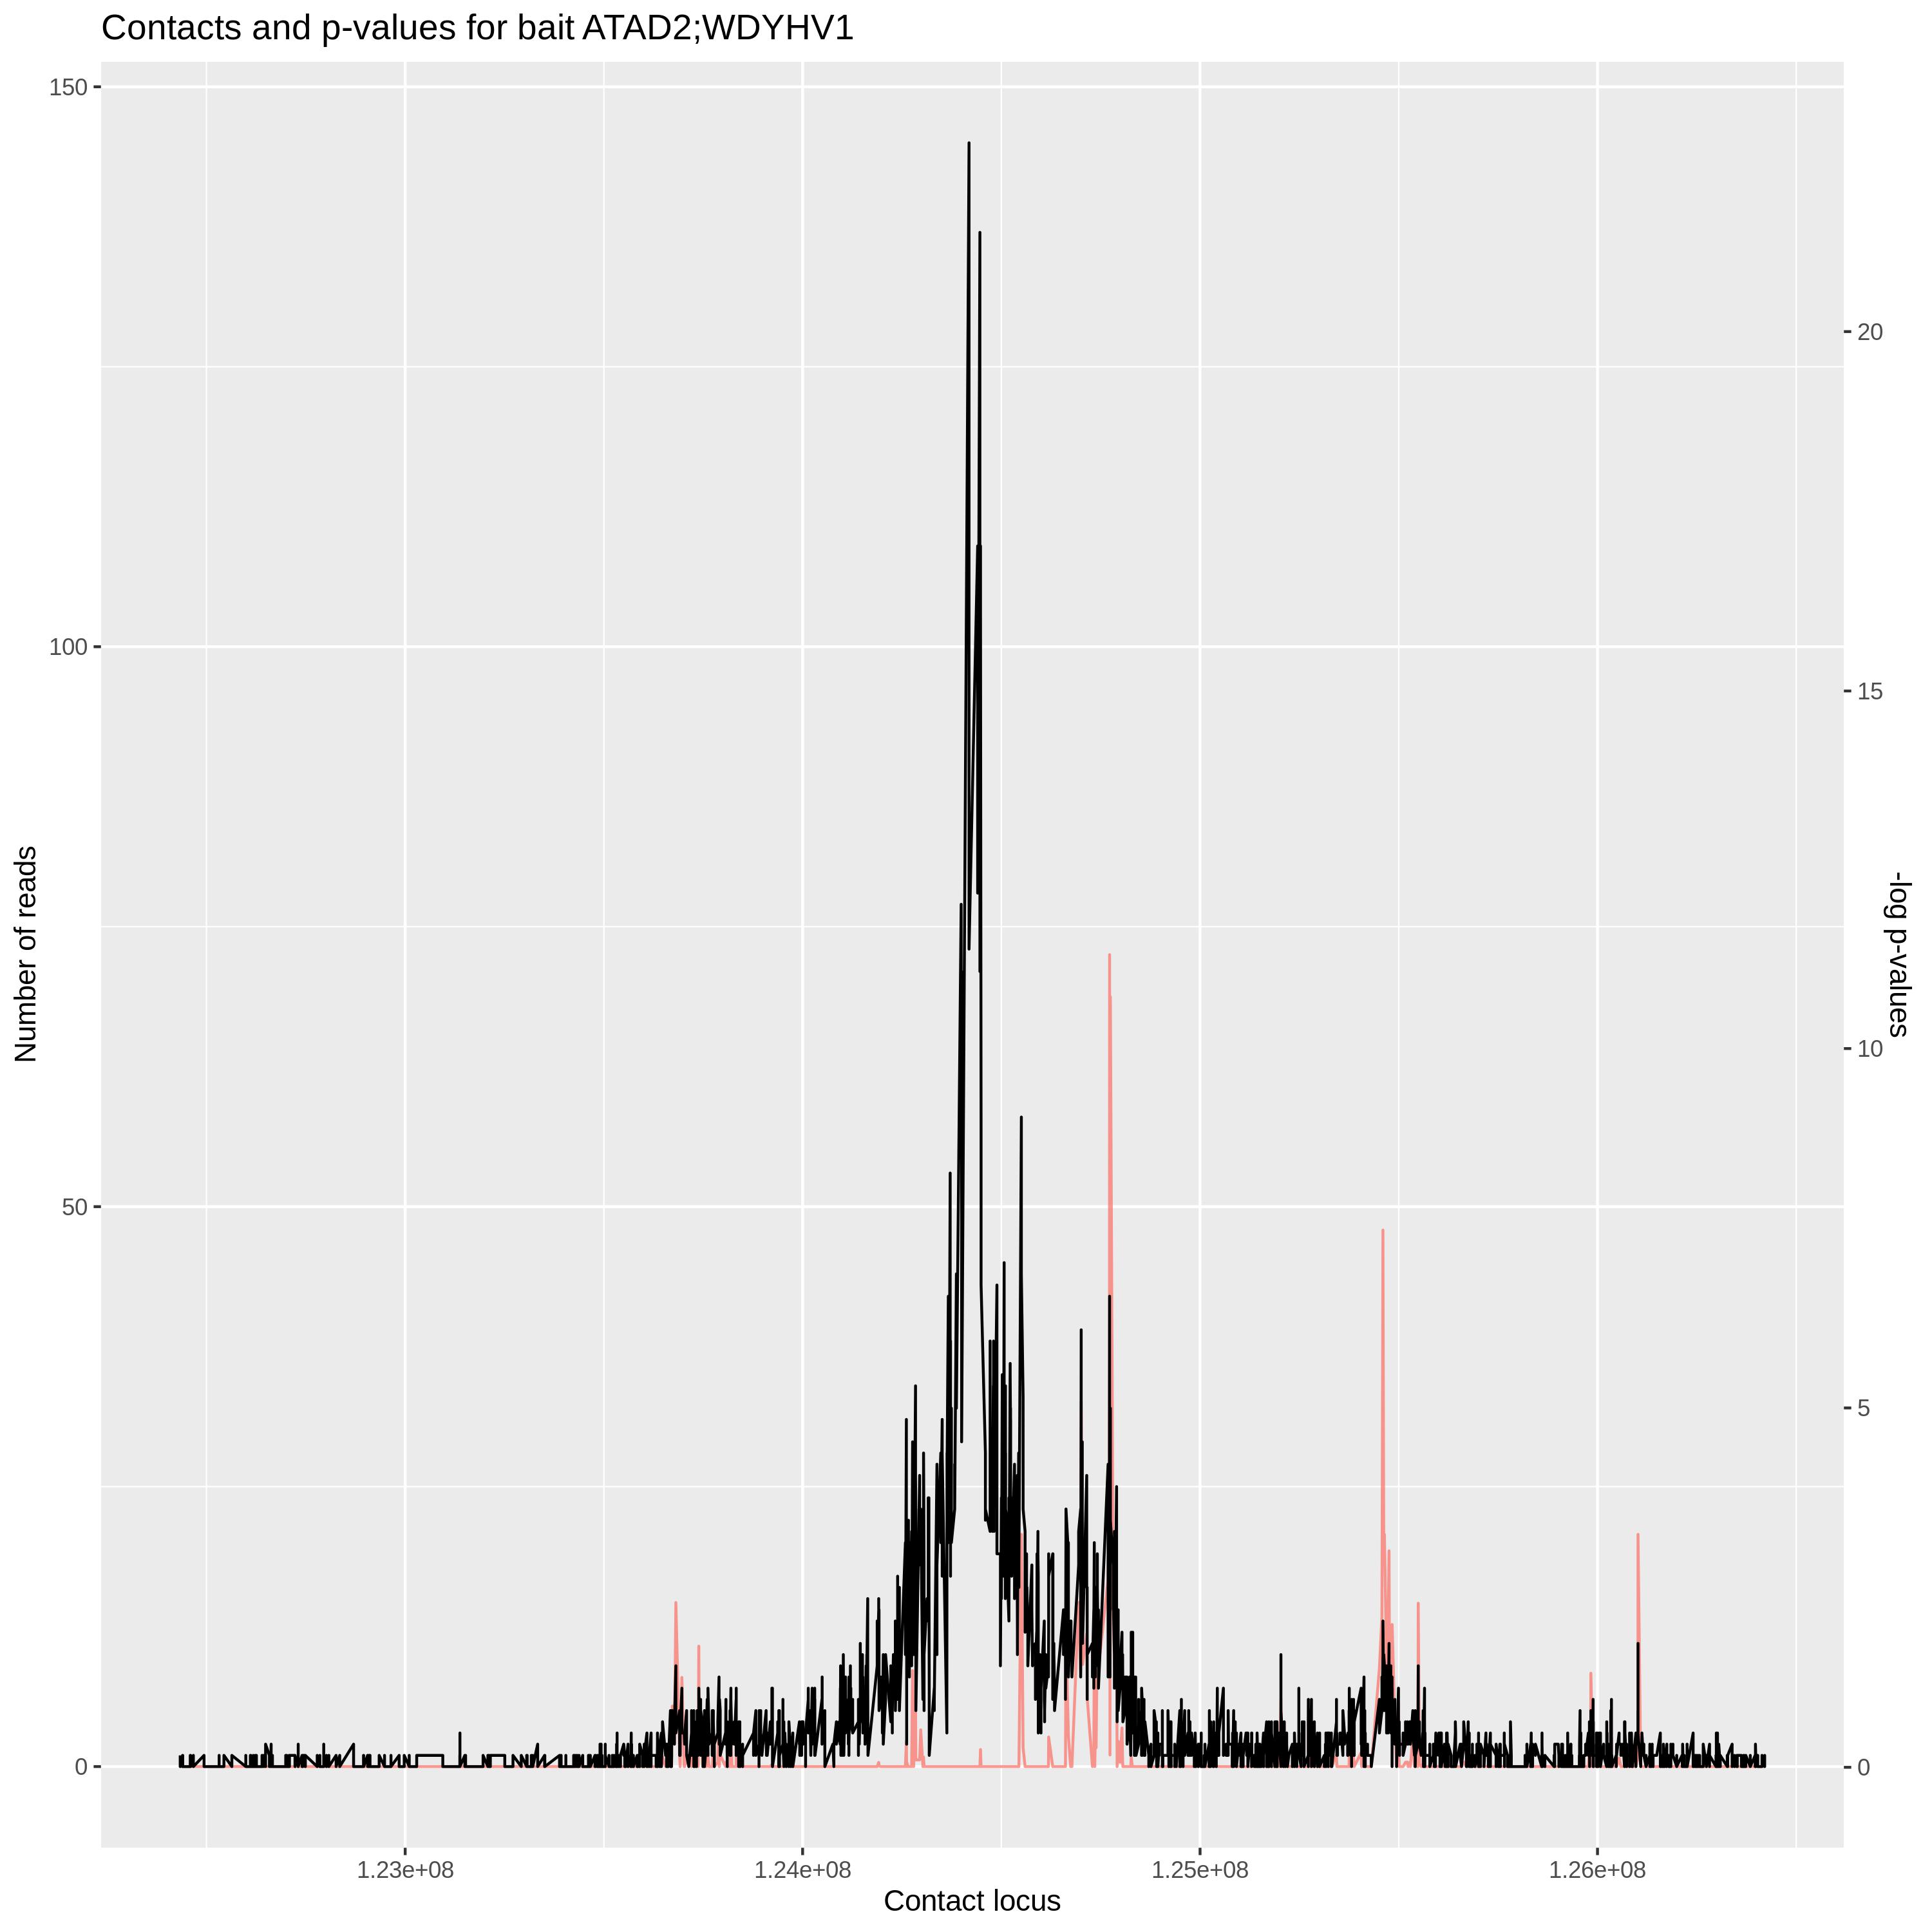 Contacts and p-values for bait ATAD2;WDYHV1
150
100
50
0
Number of reads
20
15
10
5
0
-log p-values
1.23e+08
1.24e+08
1.25e+08
1.26e+08
Contact locus